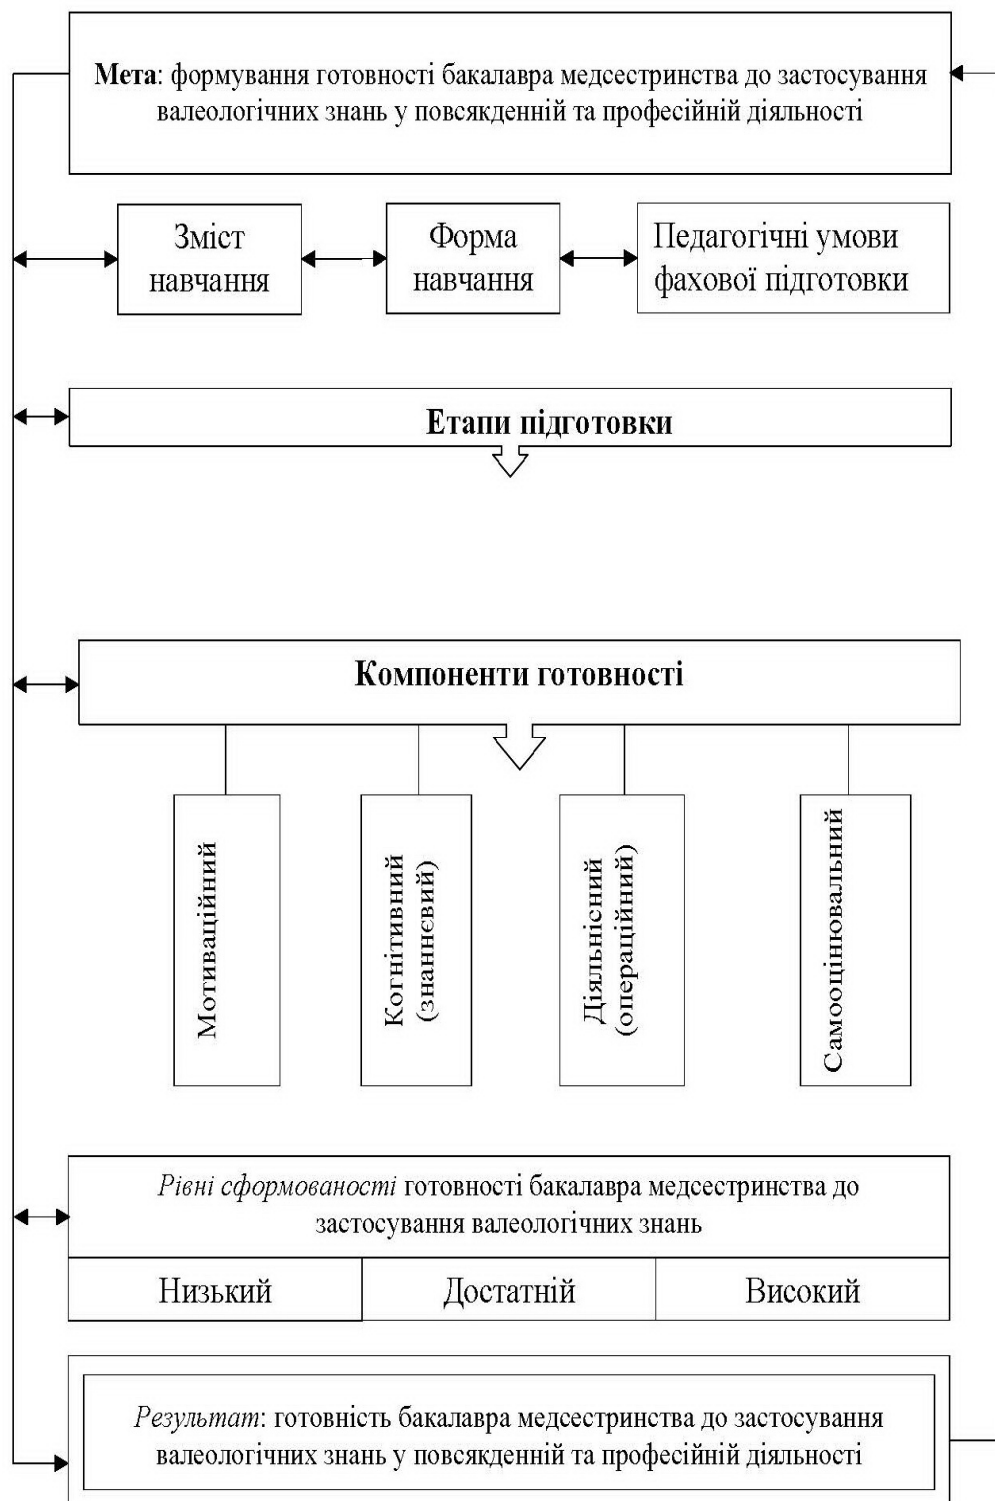 Мета: формування готовності бакалавра медсестринства до застосування
валеологічних знань у повсякденній та професійній діяльності
Зміст
навчання
Форма
навчання
Педагогічні умови
фахової підготовки
Етапи підготовки
Компоненти готовності
Мотиваційний
Когнітивний
(знаннєвий)
Діяльнісний
(операційний)
Самооцінювальний
Рівні сформованості готовності бакалавра медсестринства до
застосування валеологічних знань
Низький
Достатній
Високий
Результат: готовність бакалавра медсестринства до застосування
валеологічних знань у повсякденній та професійній діяльності